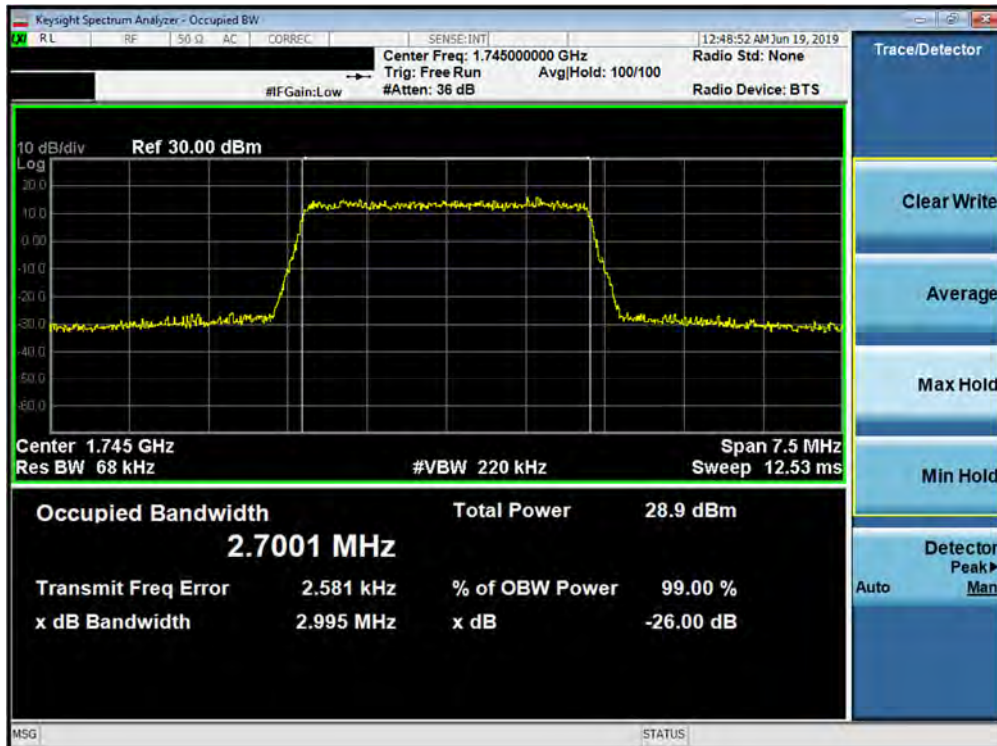 Keysight Spectrum Analyzer - Occupied BW
LXI RL RF 50 Ω AC CORREC SENSE:INT 12:48:52 AM Jun 19, 2019
Center Freq: 1.745000000 GHz Radio Std: None
Trig: Free Run Avg|Hold: 100/100
#IFGain:Low #Atten: 36 dB Radio Device: BTS
10 dB/div Ref 30.00 dBm
Log
20.0
10.0
0.00
-10.0
-20.0
-30.0
-40.0
-50.0
-60.0
Center 1.745 GHz Span 7.5 MHz
Res BW 68 kHz #VBW 220 kHz Sweep 12.53 ms
Occupied Bandwidth Total Power 28.9 dBm
2.7001 MHz
Transmit Freq Error 2.581 kHz % of OBW Power 99.00 %
x dB Bandwidth 2.995 MHz x dB -26.00 dB
MSG STATUS
Trace/Detector
Clear Write
Average
Max Hold
Min Hold
Detector
Peak▶
Auto Man